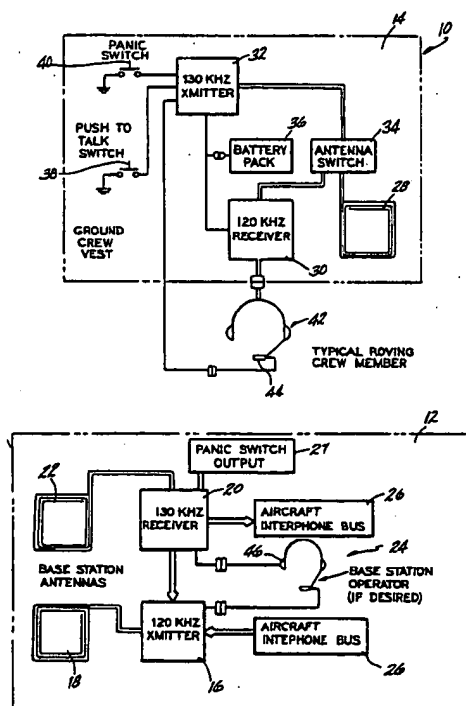 14
10
PANIC
SWITCH
40
32
130 KHZ
XMITTER
PUSH TO
TALK
SWITCH
38
36
BATTERY
PACK
34
ANTENNA
SWITCH
28
GROUND
CREW
VEST
120 KHZ
RECEIVER
30
42
TYPICAL ROVING
CREW MEMBER
44
12
PANIC SWITCH
OUTPUT
27
22
20
130 KHZ
RECEIVER
26
AIRCRAFT
INTERPHONE BUS
46
24
BASE STATION
ANTENNAS
BASE STATION
OPERATOR
(IF DESIRED)
120 KHZ
XMITTER
AIRCRAFT
INTEPHONE BUS
18
16
26